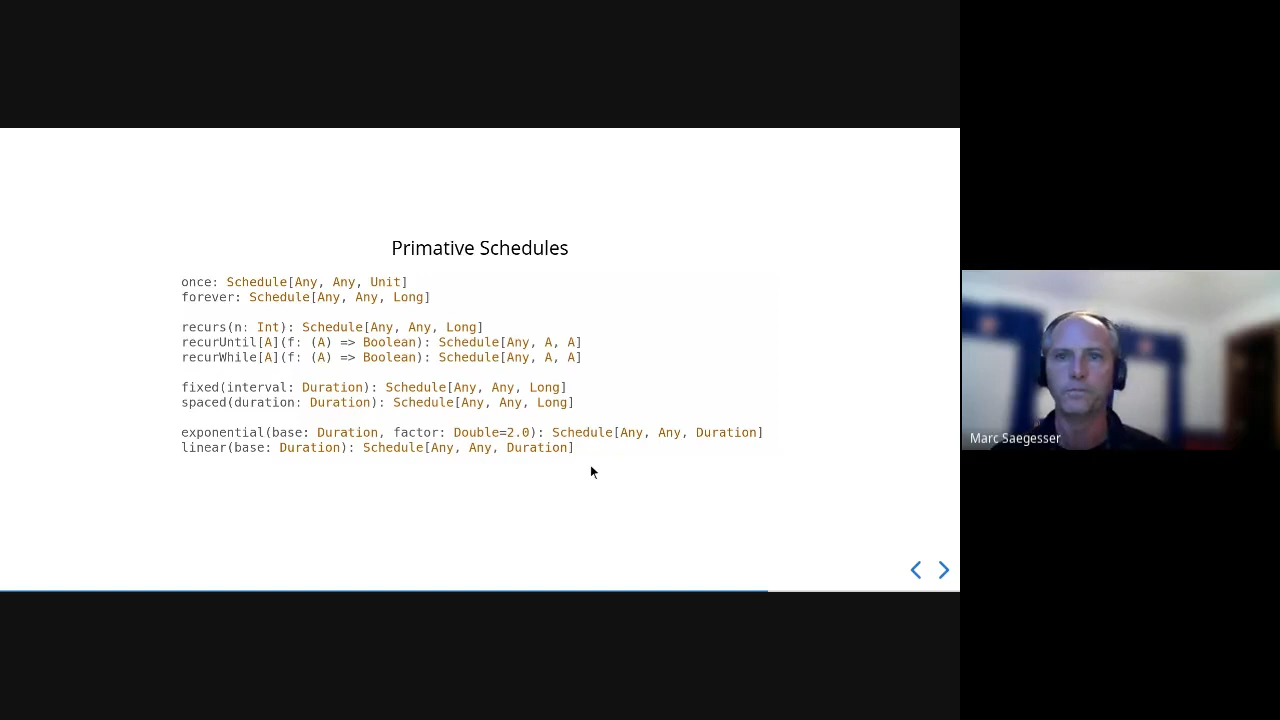 Primative Schedules
once: Schedule[Any, Any, Unit]
forever: Schedule[Any, Any, Long]
recurs(n: Int): Schedule[Any, Any, Long]
recurUntil[A](f: (A) => Boolean): Schedule[Any, A, A]
recurWhile[A](f: (A) => Boolean): Schedule[Any, A, A]
fixed(interval: Duration): Schedule[Any, Any, Long]
spaced(duration: Duration): Schedule[Any, Any, Long]
exponential(base: Duration, factor: Double=2.0): Schedule[Any, Any, Duration]
linear(base: Duration): Schedule[Any, Any, Duration]
Marc Saegesser